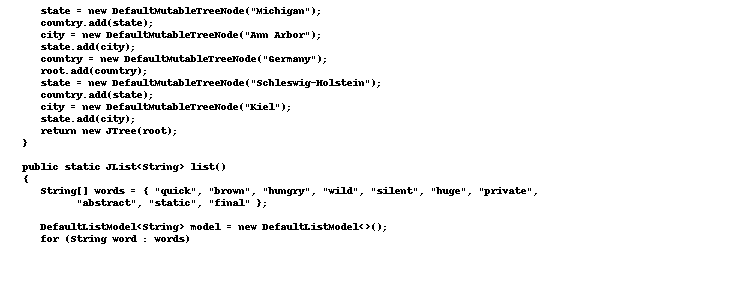 state = new DefaultMutableTreeNode("Michigan");
country.add(state);
city = new DefaultMutableTreeNode("Ann Arbor");
state.add(city);
country = new DefaultMutableTreeNode("Germany");
root.add(country);
state = new DefaultMutableTreeNode("Schleswig-Holstein");
country.add(state);
city = new DefaultMutableTreeNode("Kiel");
state.add(city);
return new JTree(root);
}
public static JList<String> list()
{
String[] words = { "quick", "brown", "hungry", "wild", "silent", "huge", "private",
"abstract", "static", "final" };
DefaultListModel<String> model = new DefaultListModel<>();
for (String word : words)